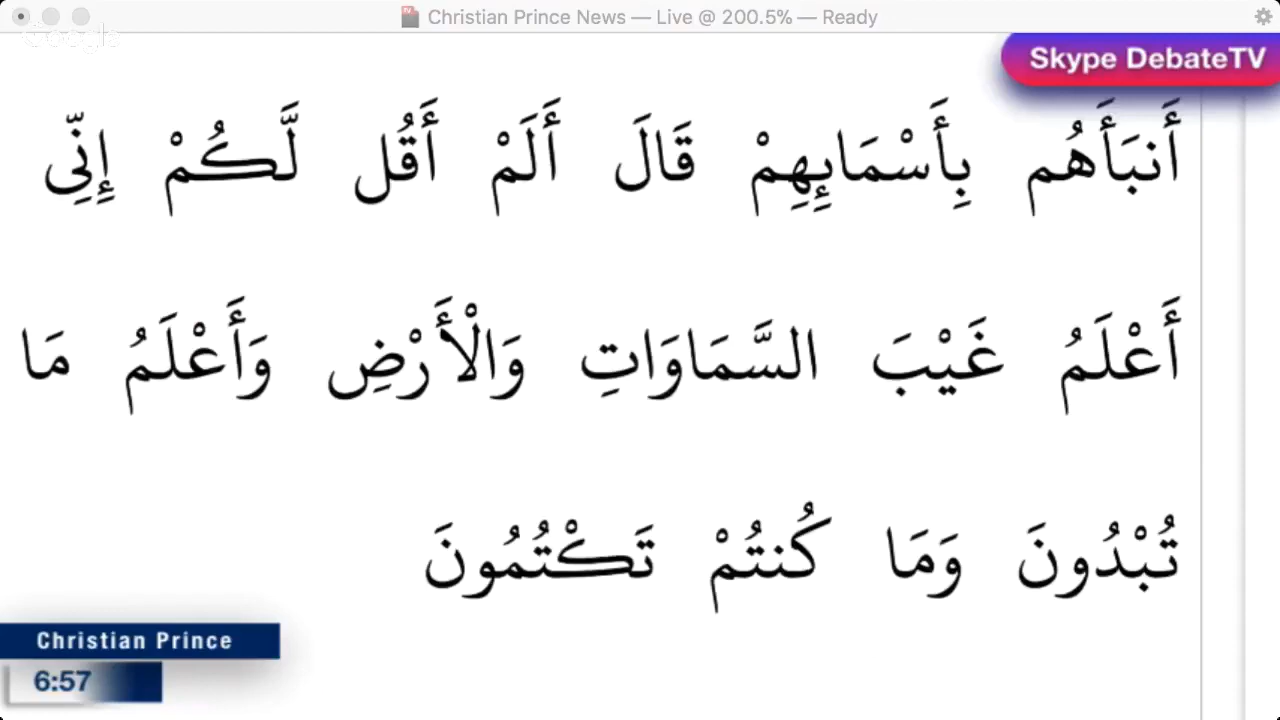 Christian Prince News — Live @ 200.5% — Ready
Google
Skype DebateTV
أَنبَأَهُم بِأَسْمَائِهِمْ قَالَ أَلَمْ أَقُل لَّكُمْ إِنِّي
أَعْلَمُ غَيْبَ السَّمَاوَاتِ وَالْأَرْضِ وَأَعْلَمُ مَا
تُبْدُونَ وَمَا كُنتُمْ تَكْتُمُونَ
Christian Prince
6:57